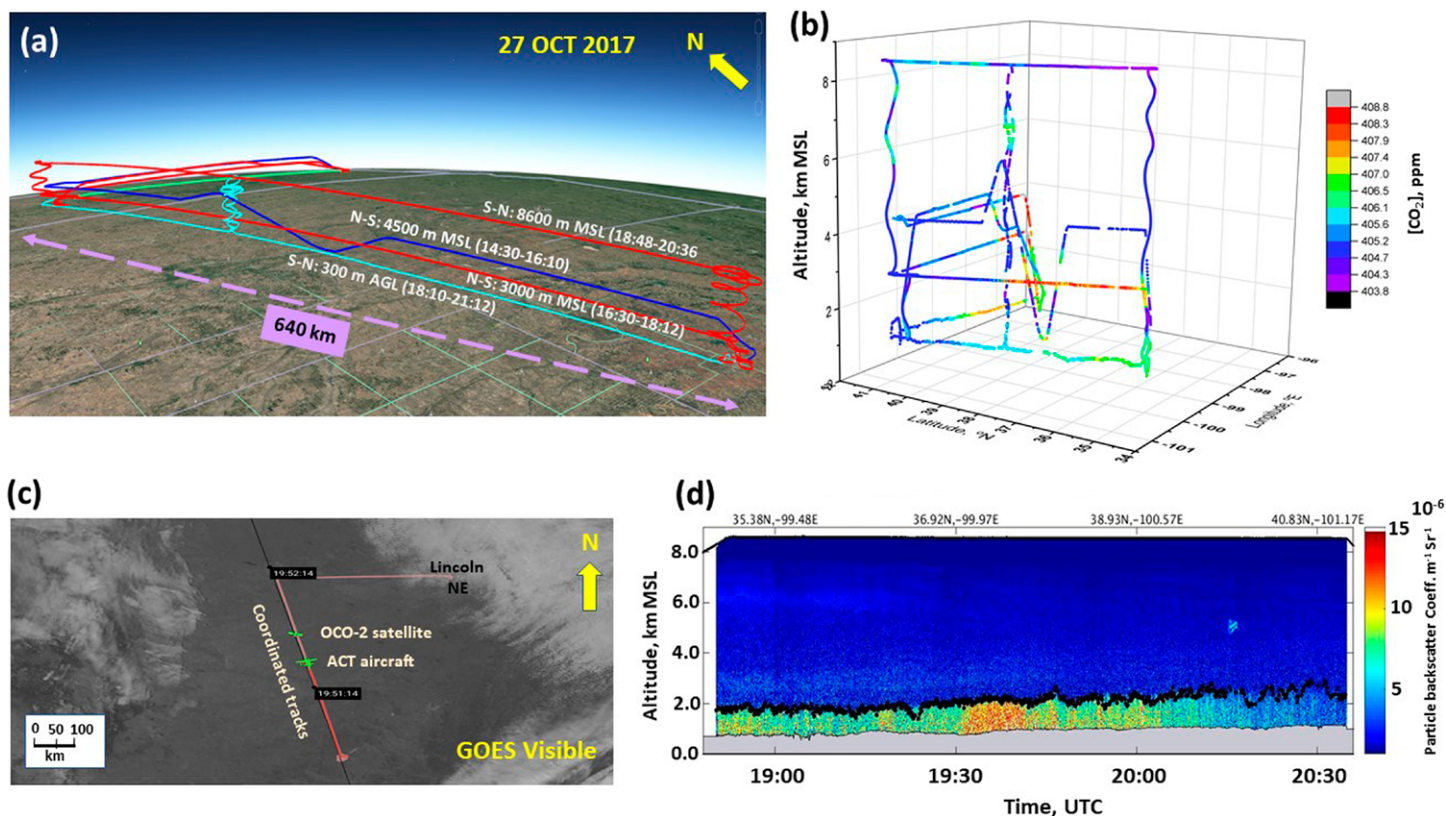 (a)
27 OCT 2017
N
S-N: 8600 m MSL (18:48-20:36
N-S: 4500 m MSL (14:30-16:10)
N-S: 3000 m MSL (16:30-18:12)
S-N: 300 m AGL (18:10-21:12)
640 km
(b)
Altitude, km MSL
8
6
4
2
41
40
39
38
37
36
35
34
Latitude, °N
-96
-97
-98
-99
-100
-101
Longitude, °E
408.8
408.3
407.9
407.4
407.0
406.5
406.1
405.6
405.2
404.7
404.3
403.8
[CO2], ppm
(c)
N
19:52:14
Lincoln
NE
OCO-2 satellite
ACT aircraft
Coordinated tracks
19:51:14
0 50 100
km
GOES Visible
(d)
35.38N,-99.48E 36.92N,-99.97E 38.93N,-100.57E 40.83N,-101.17E
Altitude, km MSL
8.0
6.0
4.0
2.0
0.0
19:00 19:30 20:00 20:30
Time, UTC
10-6
15
10
5
Particle backscatter Coeff. m-1 Sr-1